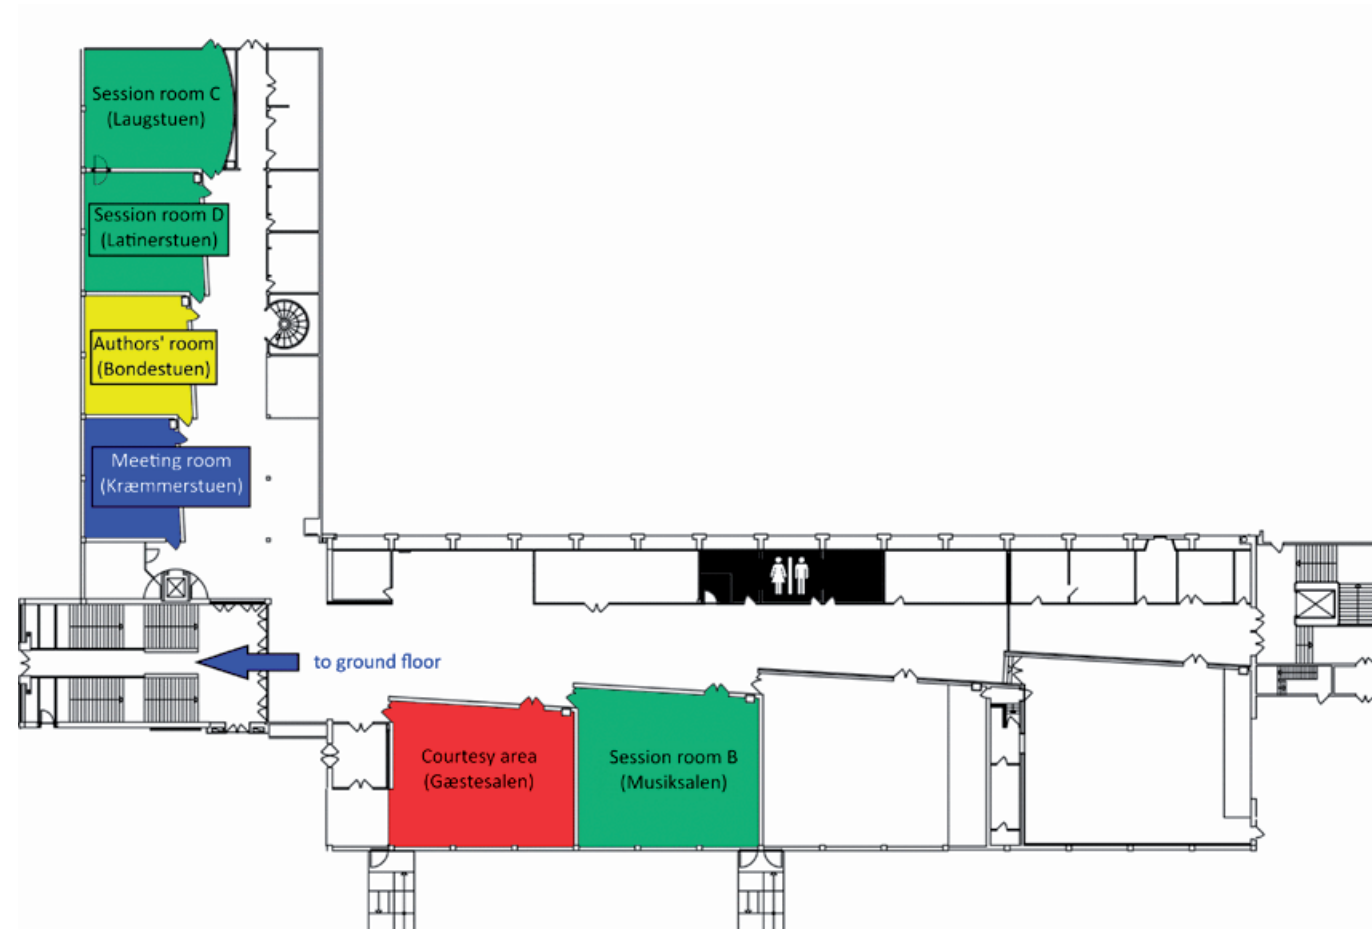 Session room C
(Laugstuen)
Session room D
(Latinerstuen)
Authors' room
(Bondestuen)
Meeting room
(Kræmmerstuen)
to ground floor
Courtesy area
(Gæstesalen)
Session room B
(Musiksalen)